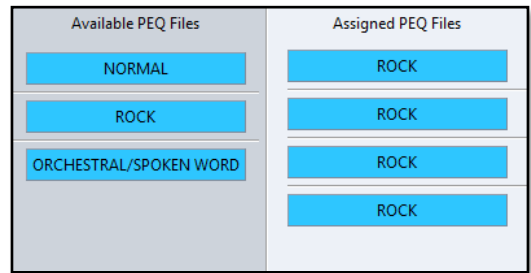 Available PEQ Files
NORMAL
ROCK
ORCHESTRAL/SPOKEN WORD
Assigned PEQ Files
ROCK
ROCK
ROCK
ROCK